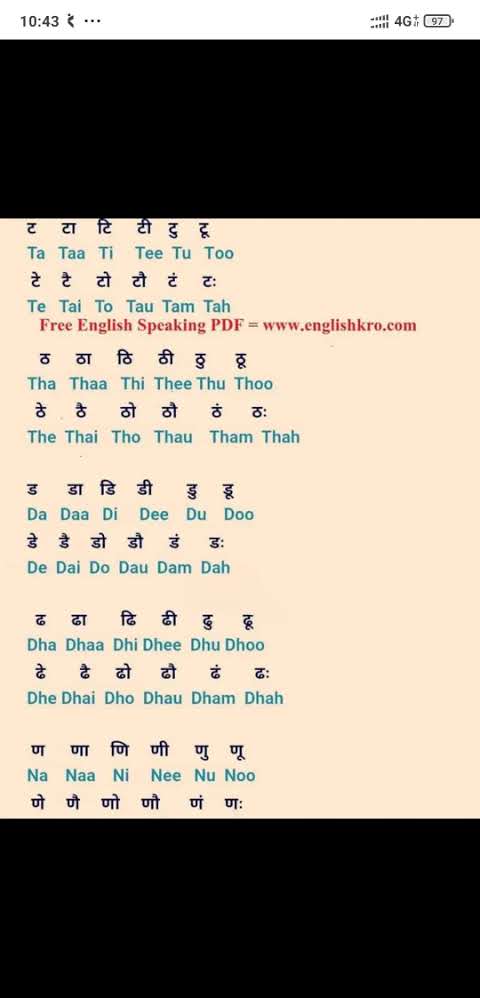 10:43 ...
4G 97
ट टा टि टी टु टू
Ta Taa Ti Tee Tu Too
टे टै टो टौ टं टः
Te Tai To Tau Tam Tah
Free English Speaking PDF = www.englishkro.com
ठ ठा ठि ठी ठु ठू
Tha Thaa Thi Thee Thu Thoo
ठे ठै ठो ठौ ठं ठः
The Thai Tho Thau Tham Thah
ड डा डि डी डु डू
Da Daa Di Dee Du Doo
डे डै डो डौ डं डः
De Dai Do Dau Dam Dah
ढ ढा ढि ढी ढु ढू
Dha Dhaa Dhi Dhee Dhu Dhoo
ढे ढै ढो ढौ ढं ढः
Dhe Dhai Dho Dhau Dham Dhah
ण णा णि णी णु णू
Na Naa Ni Nee Nu Noo
णे णै णो णौ णं णः